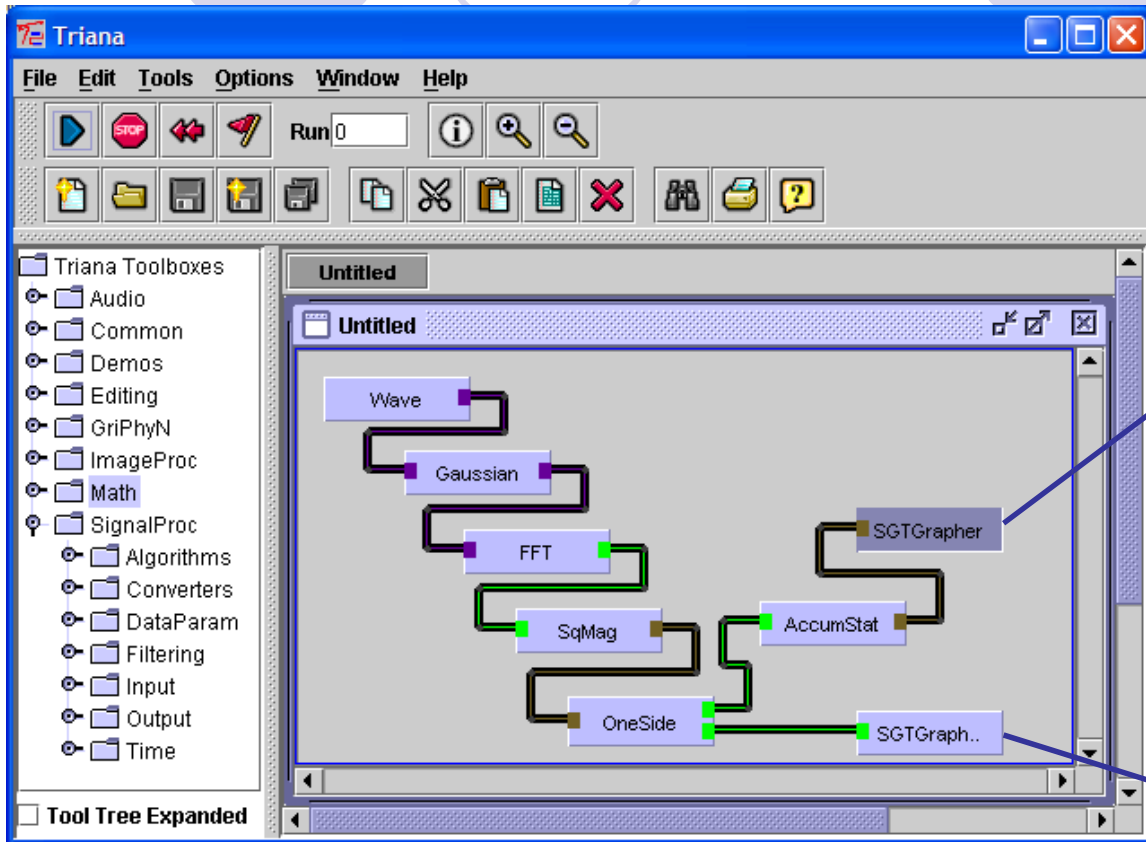 Triana
File Edit Tools Options Window Help
STOP
Run 0
Triana Toolboxes
Audio
Common
Demos
Editing
GriPhyN
ImageProc
Math
SignalProc
Algorithms
Converters
DataParam
Filtering
Input
Output
Time
Tool Tree Expanded
Untitled
Untitled
Wave
Gaussian
FFT
SqMag
OneSide
AccumStat
SGTGrapher
SGTGraph..